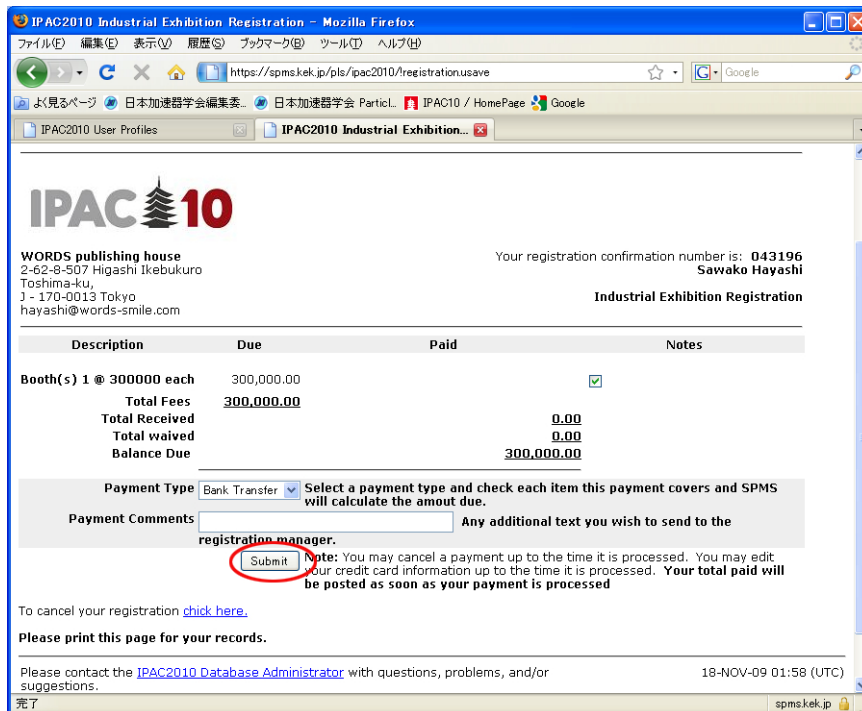 IPAC2010 Industrial Exhibition Registration - Mozilla Firefox
ファイル(F) 編集(E) 表示(V) 履歴(S) ブックマーク(B) ツール(T) ヘルプ(H)
https://spms.kek.jp/pls/ipac2010/!registration.usave
G Google
よく見るページ 日本加速器学会編集委... 日本加速器学会 Particl... IPAC10 / HomePage Google
IPAC2010 User Profiles
IPAC2010 Industrial Exhibition...
IPAC 10
WORDS publishing house
2-62-8-507 Higashi Ikebukuro
Toshima-ku,
J - 170-0013 Tokyo
hayashi@words-smile.com
Your registration confirmation number is: 043196
Sawako Hayashi
Industrial Exhibition Registration
Description Due Paid Notes
Booth(s) 1 @ 300000 each 300,000.00
Total Fees 300,000.00
Total Received 0.00
Total waived 0.00
Balance Due 300,000.00
Payment Type Bank Transfer Select a payment type and check each item this payment covers and SPMS
will calculate the amout due.
Payment Comments Any additional text you wish to send to the
registration manager.
Submit Note: You may cancel a payment up to the time it is processed. You may edit
your credit card information up to the time it is processed. Your total paid will
be posted as soon as your payment is processed
To cancel your registration chick here.
Please print this page for your records.
Please contact the IPAC2010 Database Administrator with questions, problems, and/or
suggestions.
18-NOV-09 01:58 (UTC)
完了
spms.kek.jp